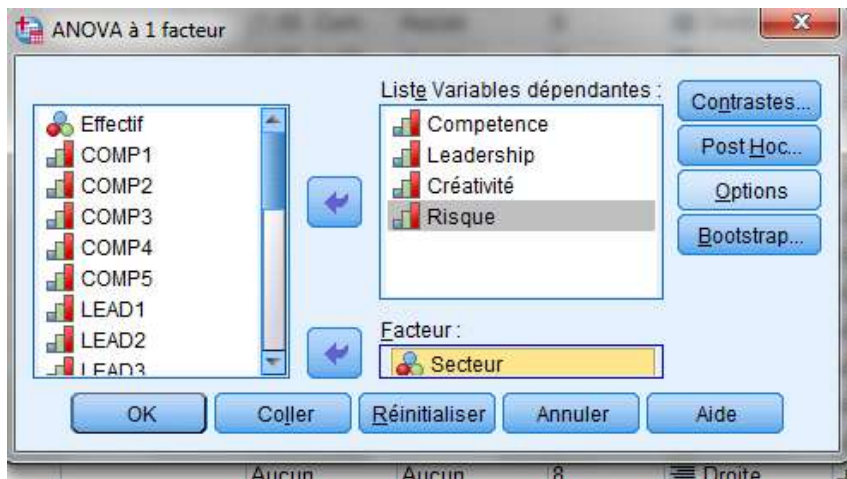 ANOVA à 1 facteur
Liste Variables dépendantes :
Effectif
COMP1
COMP2
COMP3
COMP4
COMP5
LEAD1
LEAD2
LEAD3
Competence
Leadership
Créativité
Risque
Facteur :
Secteur
Contrastes...
Post Hoc...
Options
Bootstrap...
OK
Coller
Réinitialiser
Annuler
Aide
Aucun Aucun 8 Droite